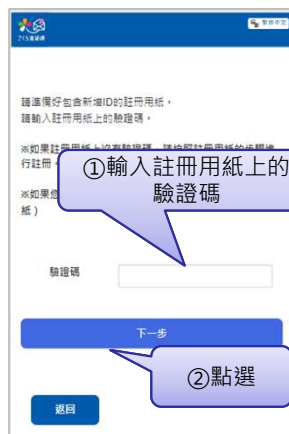 さくら連絡網
繁體中文
請準備好包含新增ID的註冊用紙。
請輸入註冊用紙上的驗證碼。
※如果註冊用紙上沒有驗證碼，請按照註冊用紙的步驟進
行註冊
※如果您
紙）
①輸入註冊用紙上的
驗證碼
驗證碼
下一步
②點選
返回